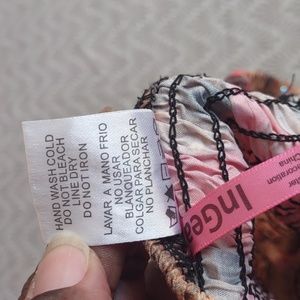 HAND WASH COLD
DO NOT BLEACH
LINE DRY
DO NOT IRON
LAVAR A MANO FRIO
NO USAR
BLANQUEADOR
COLGAR PARA SECAR
NO PLANCHAR
InGe
coration
China